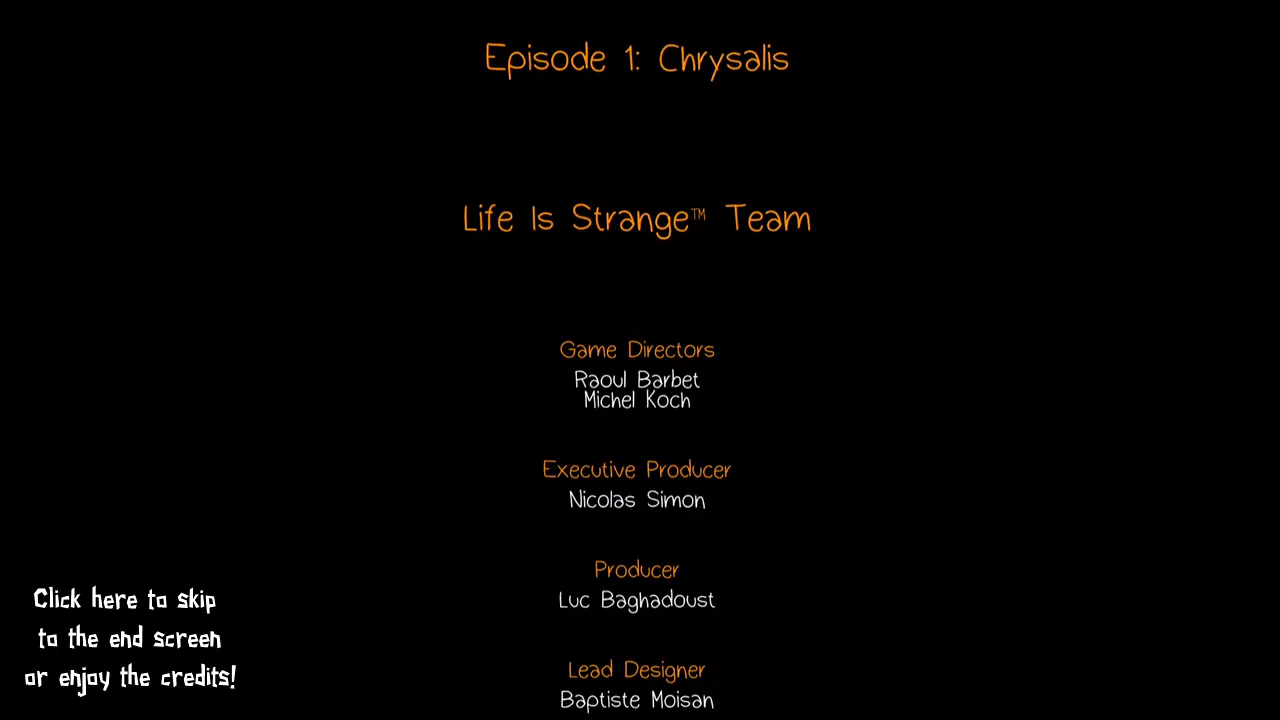 Episode 1: Chrysalis
Life Is Strange™ Team
Game Directors
Raoul Barbet
Michel Koch
Executive Producer
Nicolas Simon
Producer
Luc Baghadoust
Lead Designer
Baptiste Moisan
Click here to skip
to the end screen
or enjoy the credits!